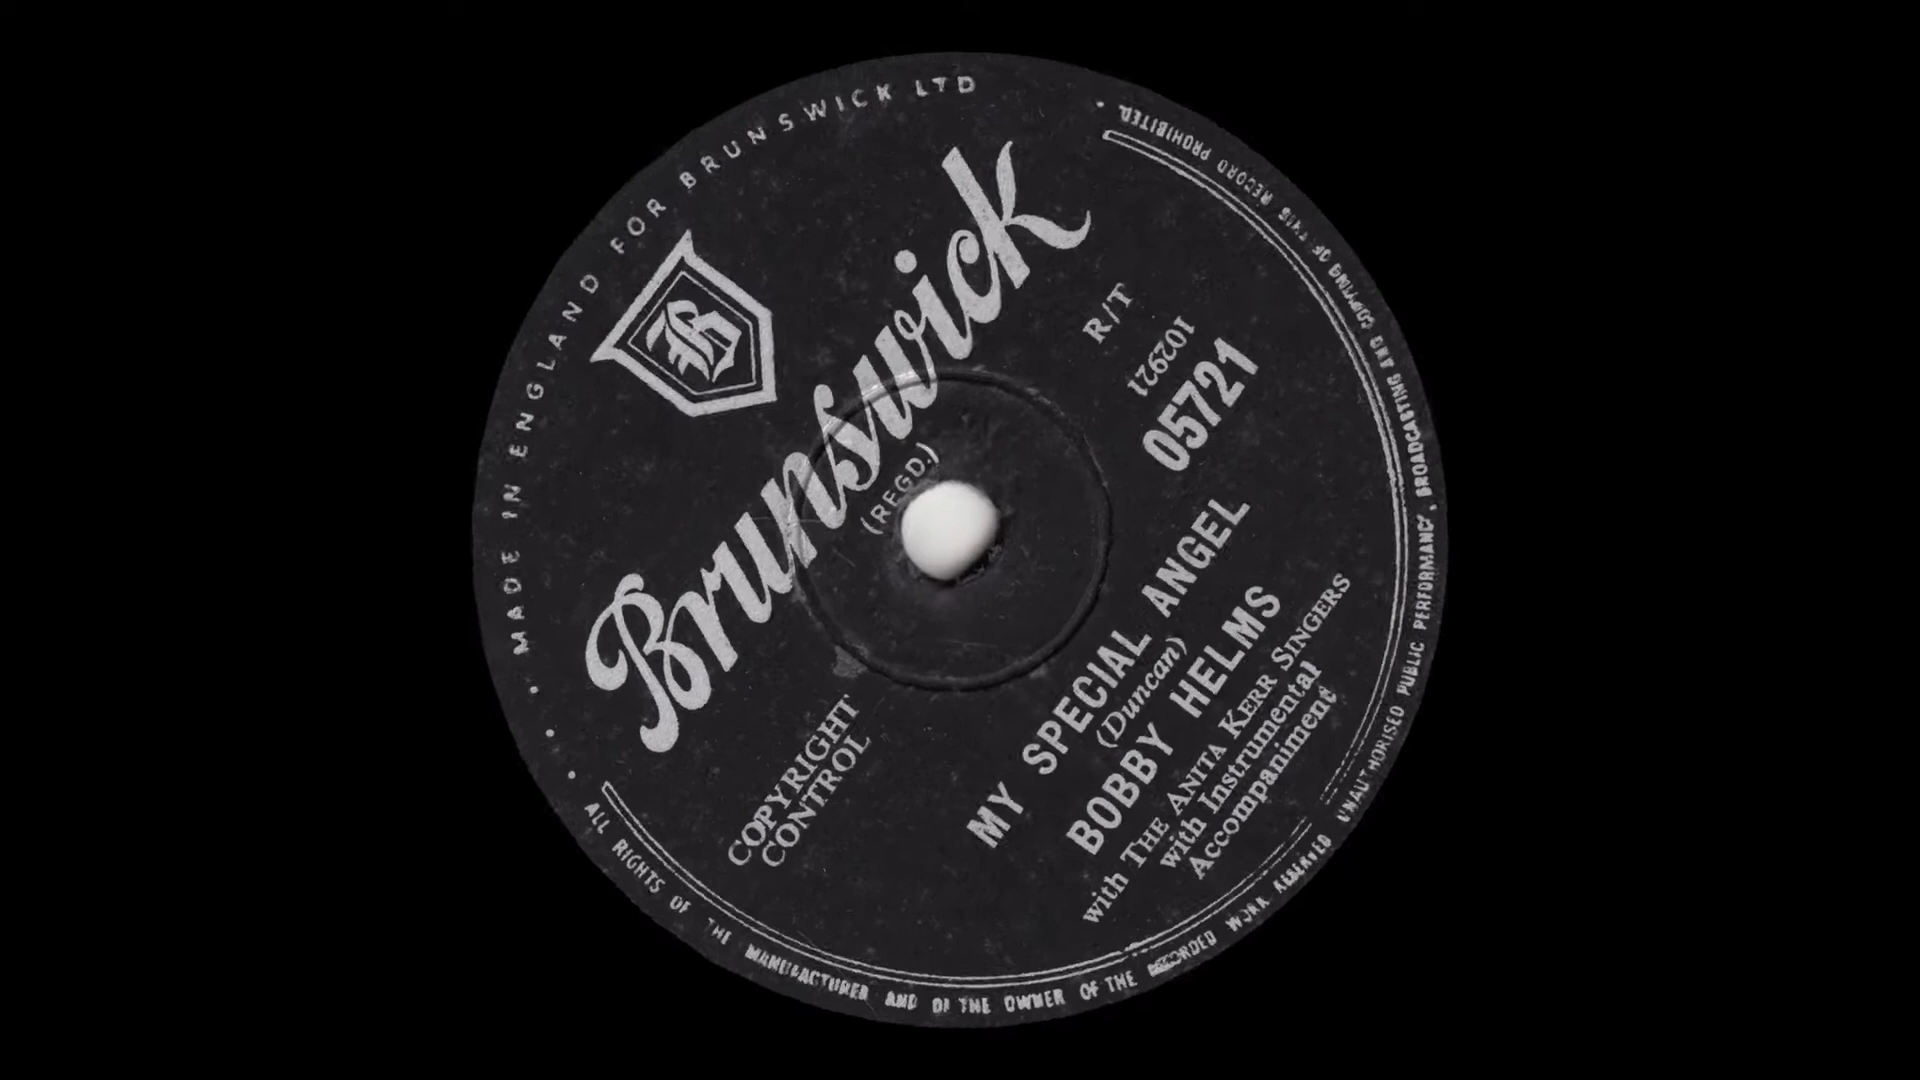 MADE IN ENGLAND FOR BRUNSWICK LTD
B
Brunswick
(REGD.)
R/T
102921
05721
COPYRIGHT
CONTROL
MY SPECIAL ANGEL
(Duncan)
BOBBY HELMS
with THE ANITA KERR SINGERS
with Instrumental
Accompaniment
ALL RIGHTS OF THE MANUFACTURER AND OF THE OWNER OF THE RECORDED WORK RESERVED UNAUTHORISED PUBLIC PERFORMANCE, BROADCASTING AND COPYING OF THIS RECORD PROHIBITED.